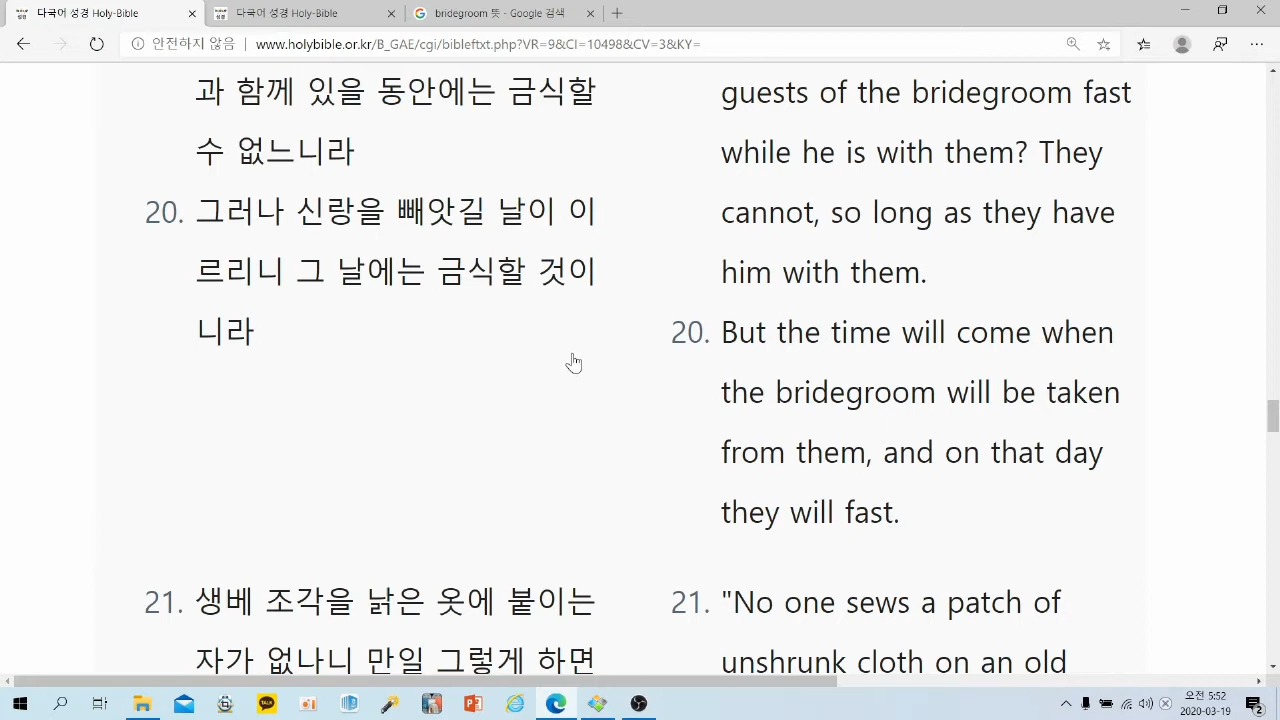 다국어 성경 Holy-Bible
다국어 성경 Holy-Bible
bridegroom 뜻 - Google 검색
안전하지 않음
www.holybible.or.kr/B_GAE/cgi/bibleftxt.php?VR=9&CI=10498&CV=3&KY=
과 함께 있을 동안에는 금식할
수 없느니라
20. 그러나 신랑을 빼앗길 날이 이
르리니 그 날에는 금식할 것이
니라
21. 생베 조각을 낡은 옷에 붙이는
자가 없나니 만일 그렇게 하면
guests of the bridegroom fast
while he is with them? They
cannot, so long as they have
him with them.
20. But the time will come when
the bridegroom will be taken
from them, and on that day
they will fast.
21. "No one sews a patch of
unshrunk cloth on an old
TALK
오전 5:52
2020-03-19
2